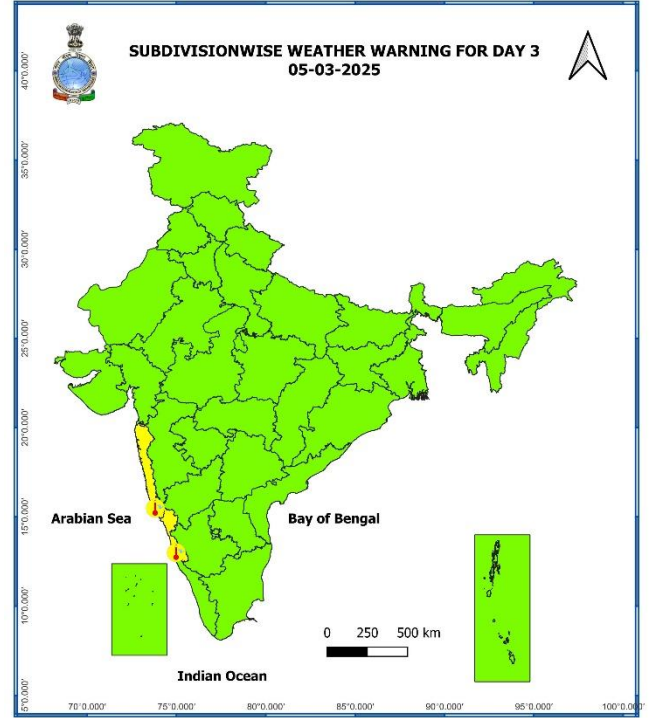 SUBDIVISIONWISE WEATHER WARNING FOR DAY 3
05-03-2025
40°0.000'
35°0.000'
30°0.000'
25°0.000'
20°0.000'
15°0.000'
10°0.000'
5°0.000'
Arabian Sea
Bay of Bengal
0 250 500 km
Indian Ocean
70°0.000' 75°0.000' 80°0.000' 85°0.000' 90°0.000' 95°0.000' 100°0.000'